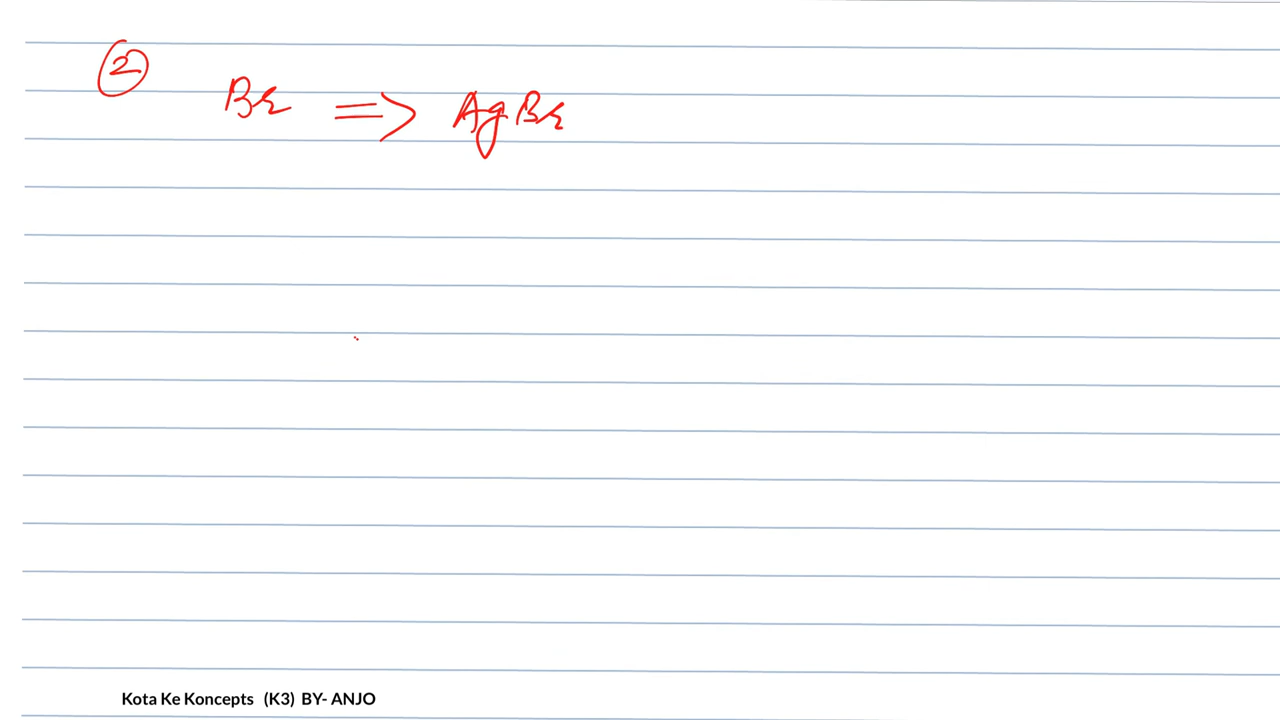 ②
Br => AgBr
Kota Ke Koncepts (K3) BY- ANJO